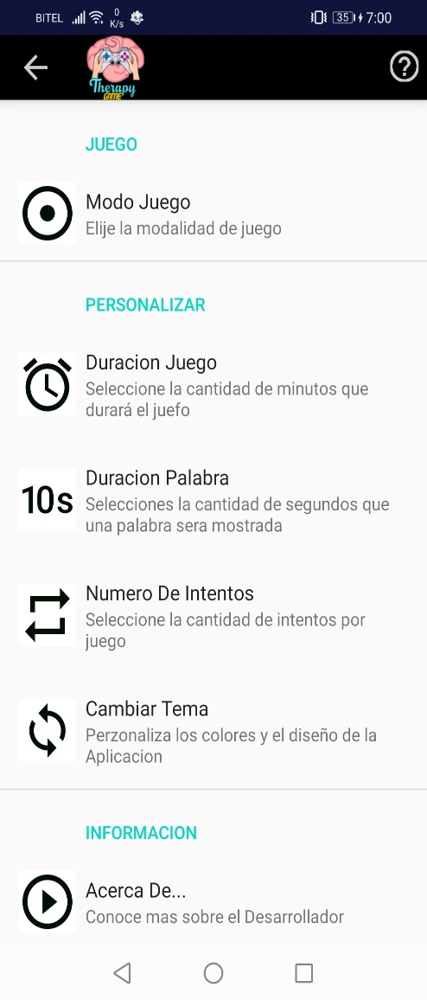 BITEL 0 K/s 35 7:00
Therapy
GAME
JUEGO
Modo Juego
Elije la modalidad de juego
PERSONALIZAR
Duracion Juego
Seleccione la cantidad de minutos que
durará el juefo
10s
Duracion Palabra
Selecciones la cantidad de segundos que
una palabra sera mostrada
Numero De Intentos
Seleccione la cantidad de intentos por
juego
Cambiar Tema
Perzonaliza los colores y el diseño de la
Aplicacion
INFORMACION
Acerca De...
Conoce mas sobre el Desarrollador